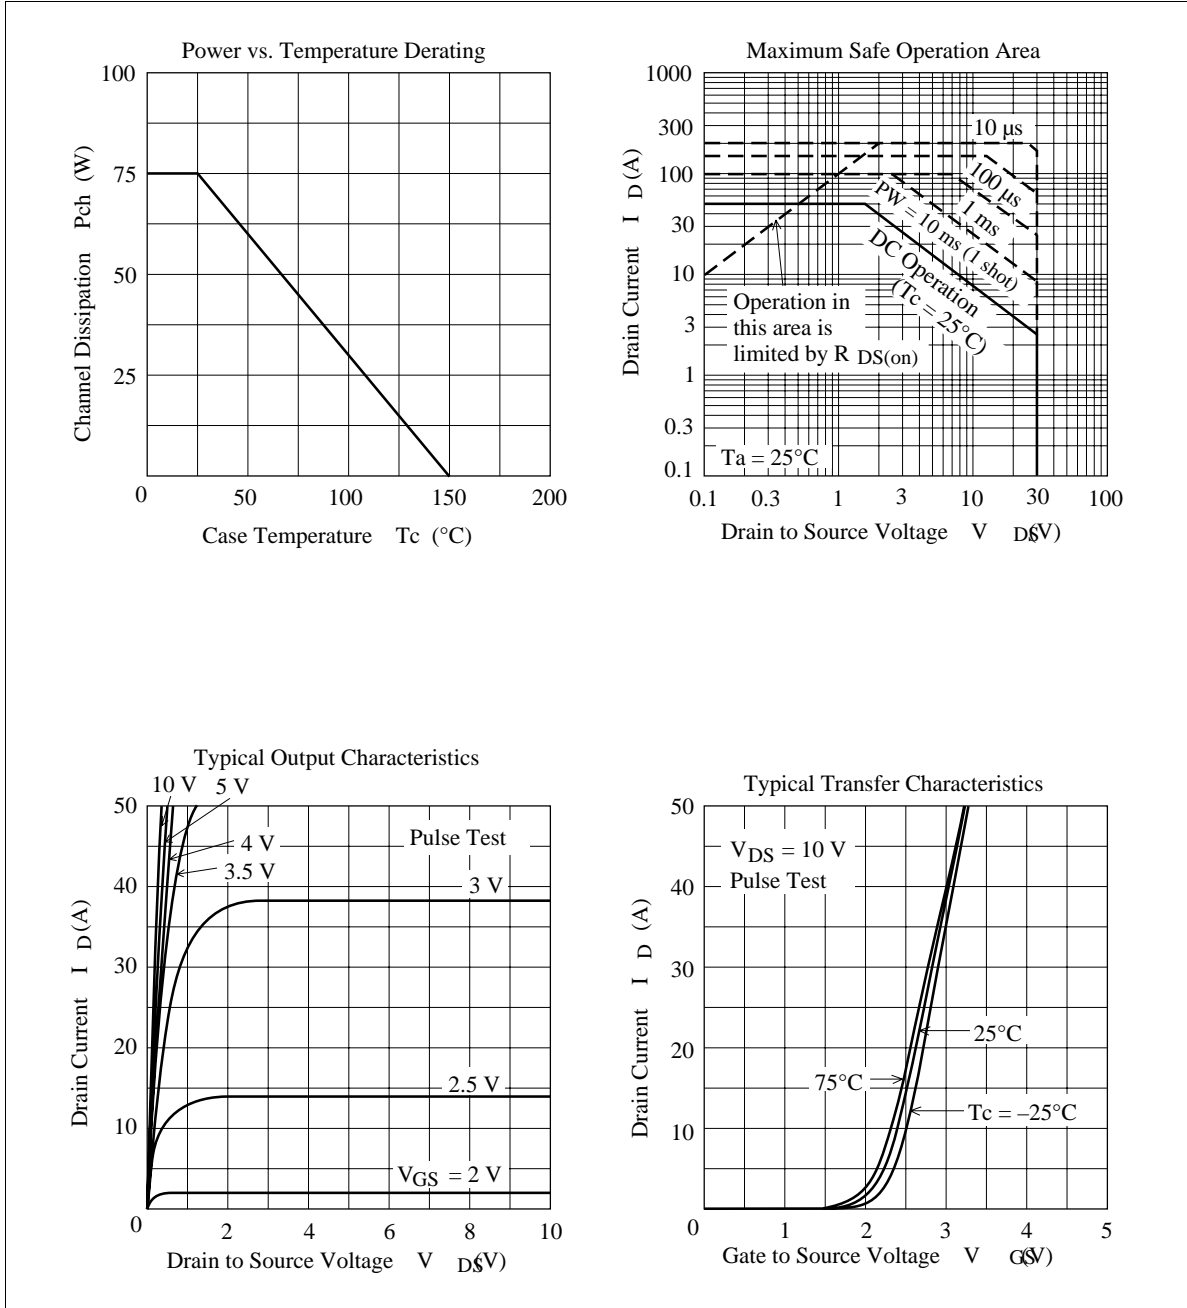 Power vs. Temperature Derating
100
75
50
25
0
50
100
150
200
Channel Dissipation Pch (W)
Case Temperature Tc (°C)
Maximum Safe Operation Area
1000
300
100
30
10
3
1
0.3
0.1
0.1
0.3
1
3
10
30
100
Drain Current I D (A)
Drain to Source Voltage V DS (V)
10 µs
100 µs
1 ms
PW = 10 ms (1 shot)
DC Operation
(Tc = 25°C)
Operation in
this area is
limited by R DS(on)
Ta = 25°C
Typical Output Characteristics
10 V
5 V
4 V
3.5 V
Pulse Test
3 V
2.5 V
VGS = 2 V
50
40
30
20
10
0
2
4
6
8
10
Drain Current I D (A)
Drain to Source Voltage V DS (V)
Typical Transfer Characteristics
VDS = 10 V
Pulse Test
25°C
75°C
Tc = –25°C
50
40
30
20
10
0
1
2
3
4
5
Drain Current I D (A)
Gate to Source Voltage V GS (V)